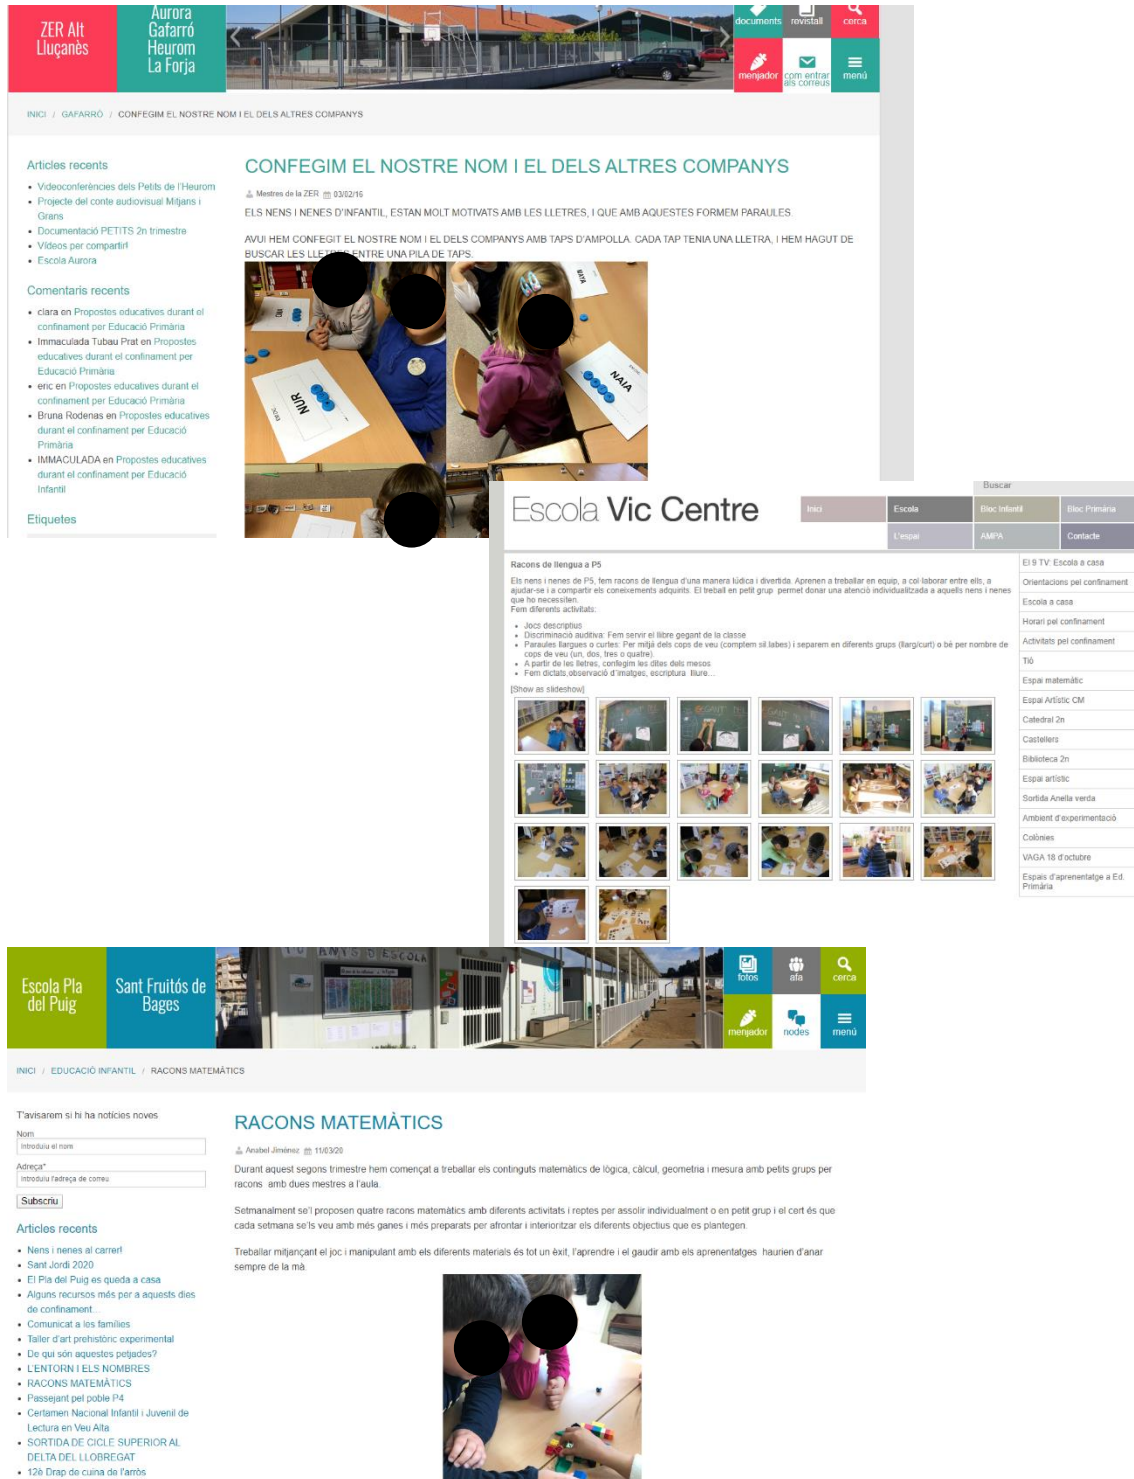 ZER Alt
Lluçanès
Aurora
Gafarró
Heurom
La Forja
documents
revistall
cerca
menjador
com entrar
als correus
menú
INICI / GAFARRÓ / CONFEGIM EL NOSTRE NOM I EL DELS ALTRES COMPANYS
Articles recents
Videoconferències dels Petits de l'Heurom
Projecte del conte audiovisual Mitjans i
Grans
Documentació PETITS 2n trimestre
Vídeos per compartir!
Escola Aurora
Comentaris recents
clara en Propostes educatives durant el
confinament per Educació Primària
Immaculada Tubau Prat en Propostes
educatives durant el confinament per
Educació Primària
eric en Propostes educatives durant el
confinament per Educació Primària
Bruna Rodenas en Propostes educatives
durant el confinament per Educació
Primària
IMMACULADA en Propostes educatives
durant el confinament per Educació
Infantil
Etiquetes
CONFEGIM EL NOSTRE NOM I EL DELS ALTRES COMPANYS
Mestres de la ZER 03/02/16
ELS NENS I NENES D'INFANTIL, ESTAN MOLT MOTIVATS AMB LES LLETRES, I QUE AMB AQUESTES FORMEM PARAULES.
AVUI HEM CONFEGIT EL NOSTRE NOM I EL DELS COMPANYS AMB TAPS D'AMPOLLA. CADA TAP TENIA UNA LLETRA, I HEM HAGUT DE
BUSCAR LES LLETRES ENTRE UNA PILA DE TAPS.
NUR
NAIA
Escola Vic Centre
Buscar
Inici
Escola
Bloc Infantil
Bloc Primària
L'espai
AMPA
Contacte
Racons de llengua a P5
Els nens i nenes de P5, fem racons de llengua d'una manera lúdica i divertida. Aprenen a treballar en equip, a col·laborar entre ells, a
ajudar-se i a compartir els coneixements adquirits. El treball en petit grup permet donar una atenció individualitzada a aquells nens i nenes
que ho necessiten.
Fem diferents activitats:
Jocs descriptius
Discriminació auditiva: Fem servir el llibre gegant de la classe
Paraules llargues o curtes: Per mitjà dels cops de veu (comptem síl.labes) i separem en diferents grups (llarg/curt) o bé per nombre de
cops de veu (un, dos, tres o quatre).
A partir de les lletres, confegim les dites dels mesos
Fem dictats,observació d'imatges, escriptura lliure...
[Show as slideshow]
El 9 TV: Escola a casa
Orientacions pel confinament
Escola a casa
Horari pel confinament
Activitats pel confinament
Tió
Espai matemàtic
Espai Artístic CM
Catedral 2n
Castellers
Biblioteca 2n
Espai artístic
Sortida Anella verda
Ambient d'experimentació
Colònies
VAGA 18 d'octubre
Espais d'aprenentatge a Ed.
Primària
Escola Pla
del Puig
Sant Fruitós de
Bages
ANYS D'ESCOLA
fotos
afa
cerca
menjador
nodes
menú
INICI / EDUCACIÓ INFANTIL / RACONS MATEMÀTICS
T'avisarem si hi ha notícies noves
Nom
Introduïu el nom
Adreça*
Introduïu l'adreça de correu
Subscriu
Articles recents
Nens i nenes al carrer!
Sant Jordi 2020
El Pla del Puig es queda a casa
Alguns recursos més per a aquests dies
de confinament...
Comunicat a les famílies
Taller d'art prehistòric experimental
De qui són aquestes petjades?
L'ENTORN I ELS NOMBRES
RACONS MATEMÀTICS
Passejant pel poble P4
Certamen Nacional Infantil i Juvenil de
Lectura en Veu Alta
SORTIDA DE CICLE SUPERIOR AL
DELTA DEL LLOBREGAT
12è Drap de cuina de l'arròs
RACONS MATEMÀTICS
Anabel Jiménez 11/03/20
Durant aquest segons trimestre hem començat a treballar els continguts matemàtics de lògica, càlcul, geometria i mesura amb petits grups per
racons amb dues mestres a l'aula.
Setmanalment se'l proposen quatre racons matemàtics amb diferents activitats i reptes per assolir individualment o en petit grup i el cert és que
cada setmana se'ls veu amb més ganes i més preparats per afrontar i interioritzar els diferents objectius que es plantegen.
Treballar mitjançant el joc i manipulant amb els diferents materials és tot un èxit, l'aprendre i el gaudir amb els aprenentatges haurien d'anar
sempre de la mà.